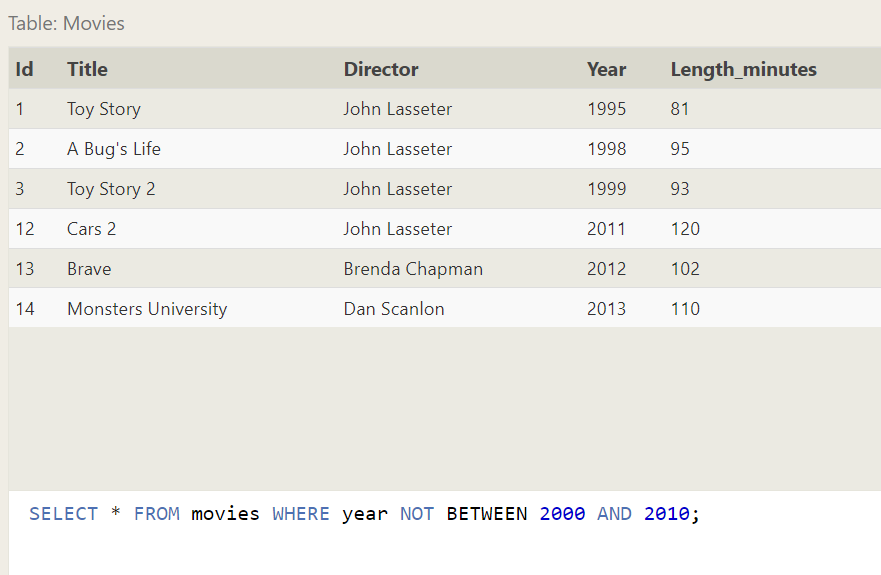 Table: Movies
Id Title Director Year Length_minutes
1 Toy Story John Lasseter 1995 81
2 A Bug's Life John Lasseter 1998 95
3 Toy Story 2 John Lasseter 1999 93
12 Cars 2 John Lasseter 2011 120
13 Brave Brenda Chapman 2012 102
14 Monsters University Dan Scanlon 2013 110
SELECT * FROM movies WHERE year NOT BETWEEN 2000 AND 2010;